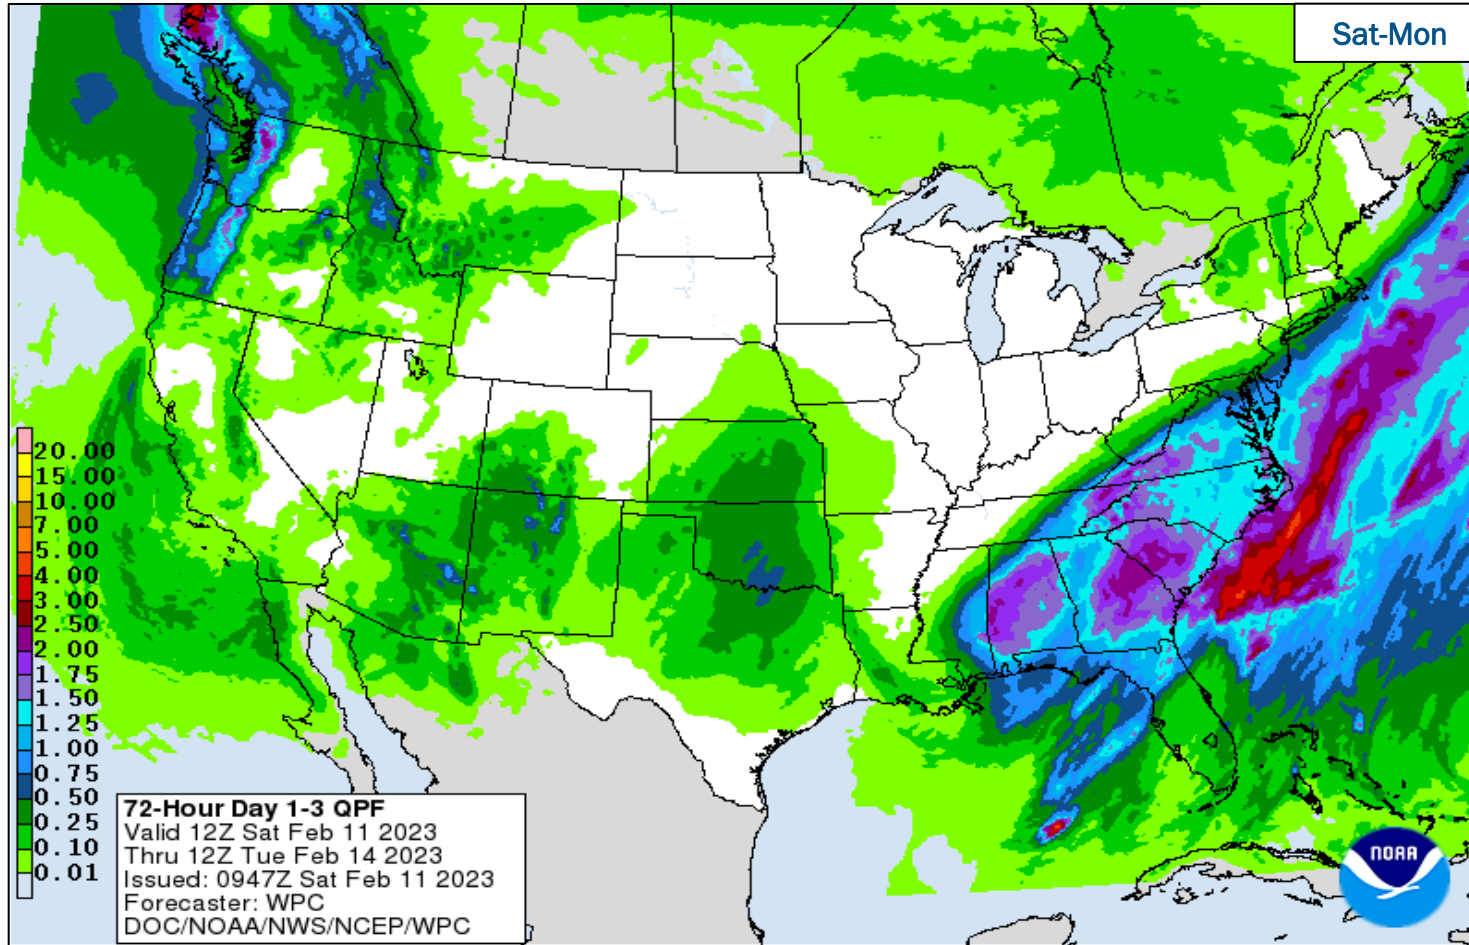 Sat-Mon
20.00
15.00
10.00
7.00
5.00
4.00
3.00
2.50
2.00
1.75
1.50
1.25
1.00
0.75
0.50
0.25
0.10
0.01
72-Hour Day 1-3 QPF
Valid 12Z Sat Feb 11 2023
Thru 12Z Tue Feb 14 2023
Issued: 0947Z Sat Feb 11 2023
Forecaster: WPC
DOC/NOAA/NWS/NCEP/WPC
NOAA